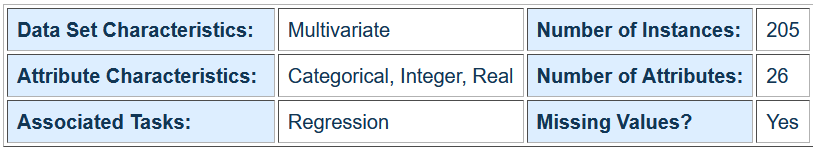 Data Set Characteristics: Multivariate Number of Instances: 205
Attribute Characteristics: Categorical, Integer, Real Number of Attributes: 26
Associated Tasks: Regression Missing Values? Yes